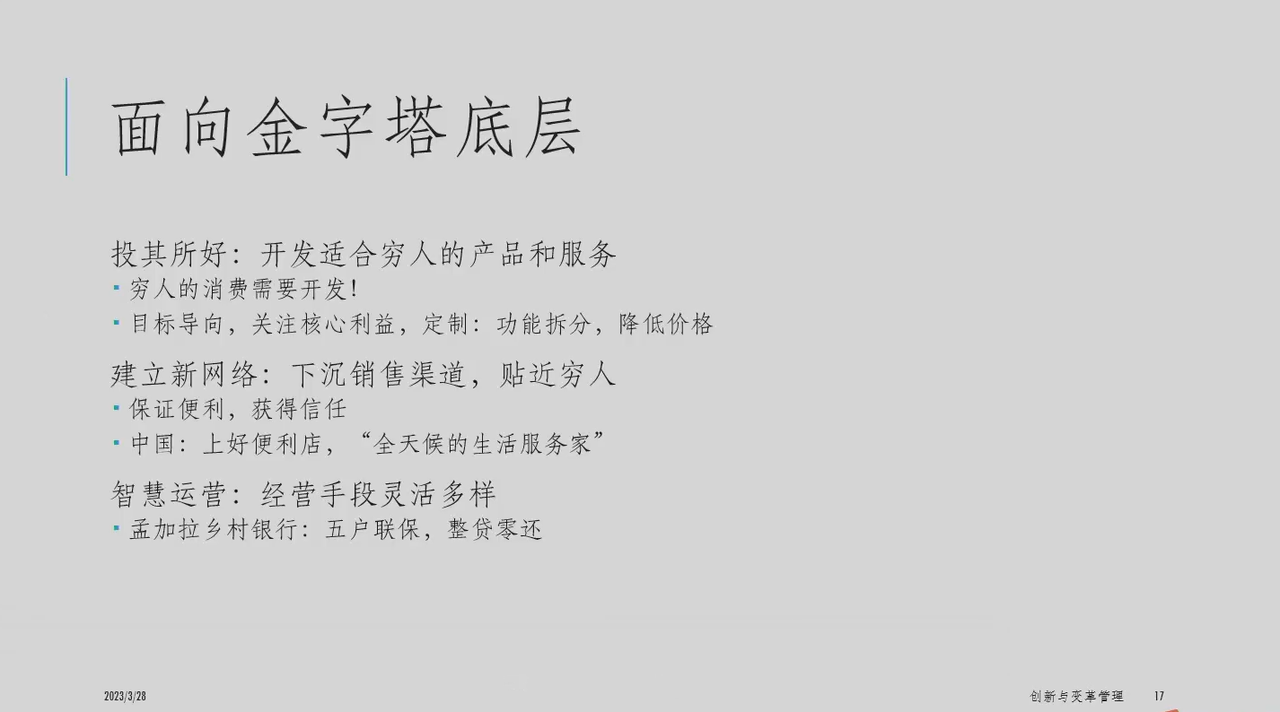 面向金字塔底层
投其所好：开发适合穷人的产品和服务
▪ 穷人的消费需要开发！
▪ 目标导向，关注核心利益，定制：功能拆分，降低价格
建立新网络：下沉销售渠道，贴近穷人
▪ 保证便利，获得信任
▪ 中国：上好便利店，“全天候的生活服务家”
智慧运营：经营手段灵活多样
▪ 孟加拉乡村银行：五户联保，整贷零还
2023/3/28 创新与变革管理 17